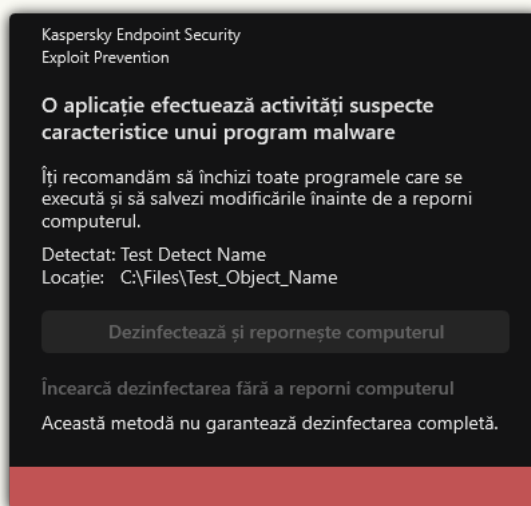 Kaspersky Endpoint Security
Exploit Prevention
O aplicație efectuează activități suspecte
caracteristice unui program malware
Îți recomandăm să închizi toate programele care se
execută și să salvezi modificările înainte de a reporni
computerul.
Detectat: Test Detect Name
Locație: C:\Files\Test_Object_Name
Dezinfectează și repornește computerul
Încearcă dezinfectarea fără a reporni computerul
Această metodă nu garantează dezinfectarea completă.